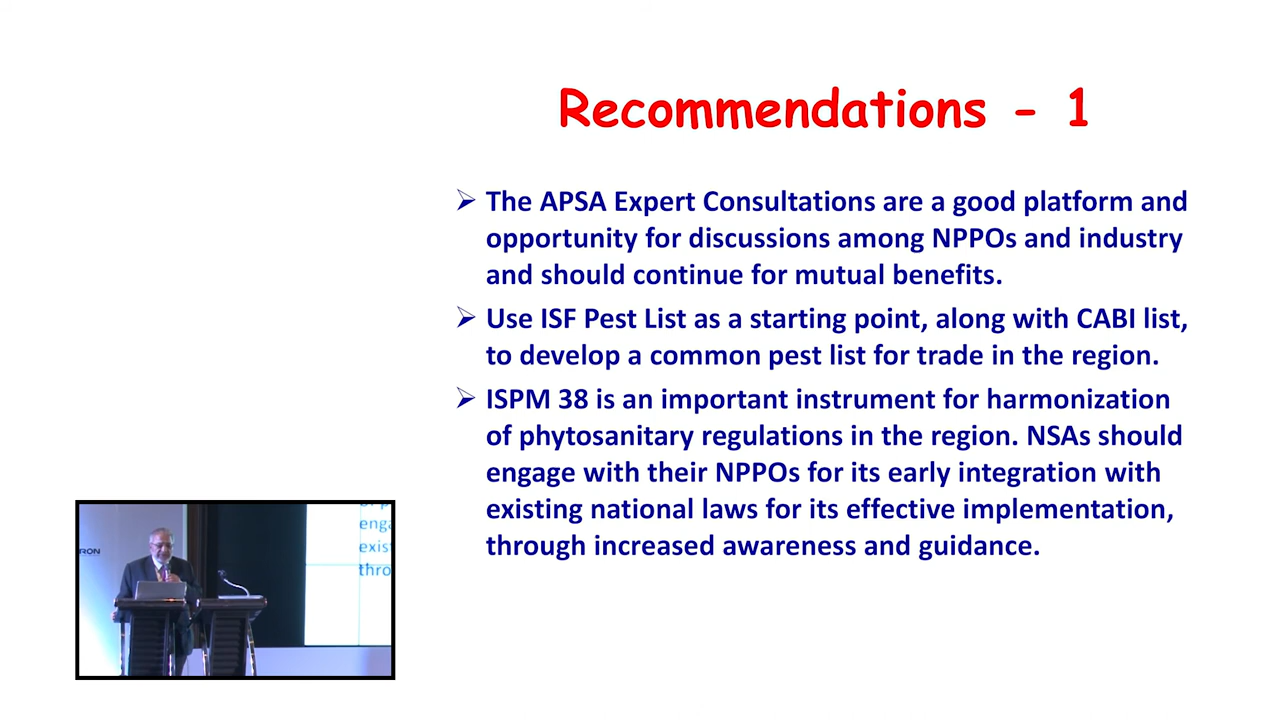 Recommendations - 1
➢ The APSA Expert Consultations are a good platform and
opportunity for discussions among NPPOs and industry
and should continue for mutual benefits.
➢ Use ISF Pest List as a starting point, along with CABI list,
to develop a common pest list for trade in the region.
➢ ISPM 38 is an important instrument for harmonization
of phytosanitary regulations in the region. NSAs should
engage with their NPPOs for its early integration with
existing national laws for its effective implementation,
through increased awareness and guidance.
RON
enga
exist
thro